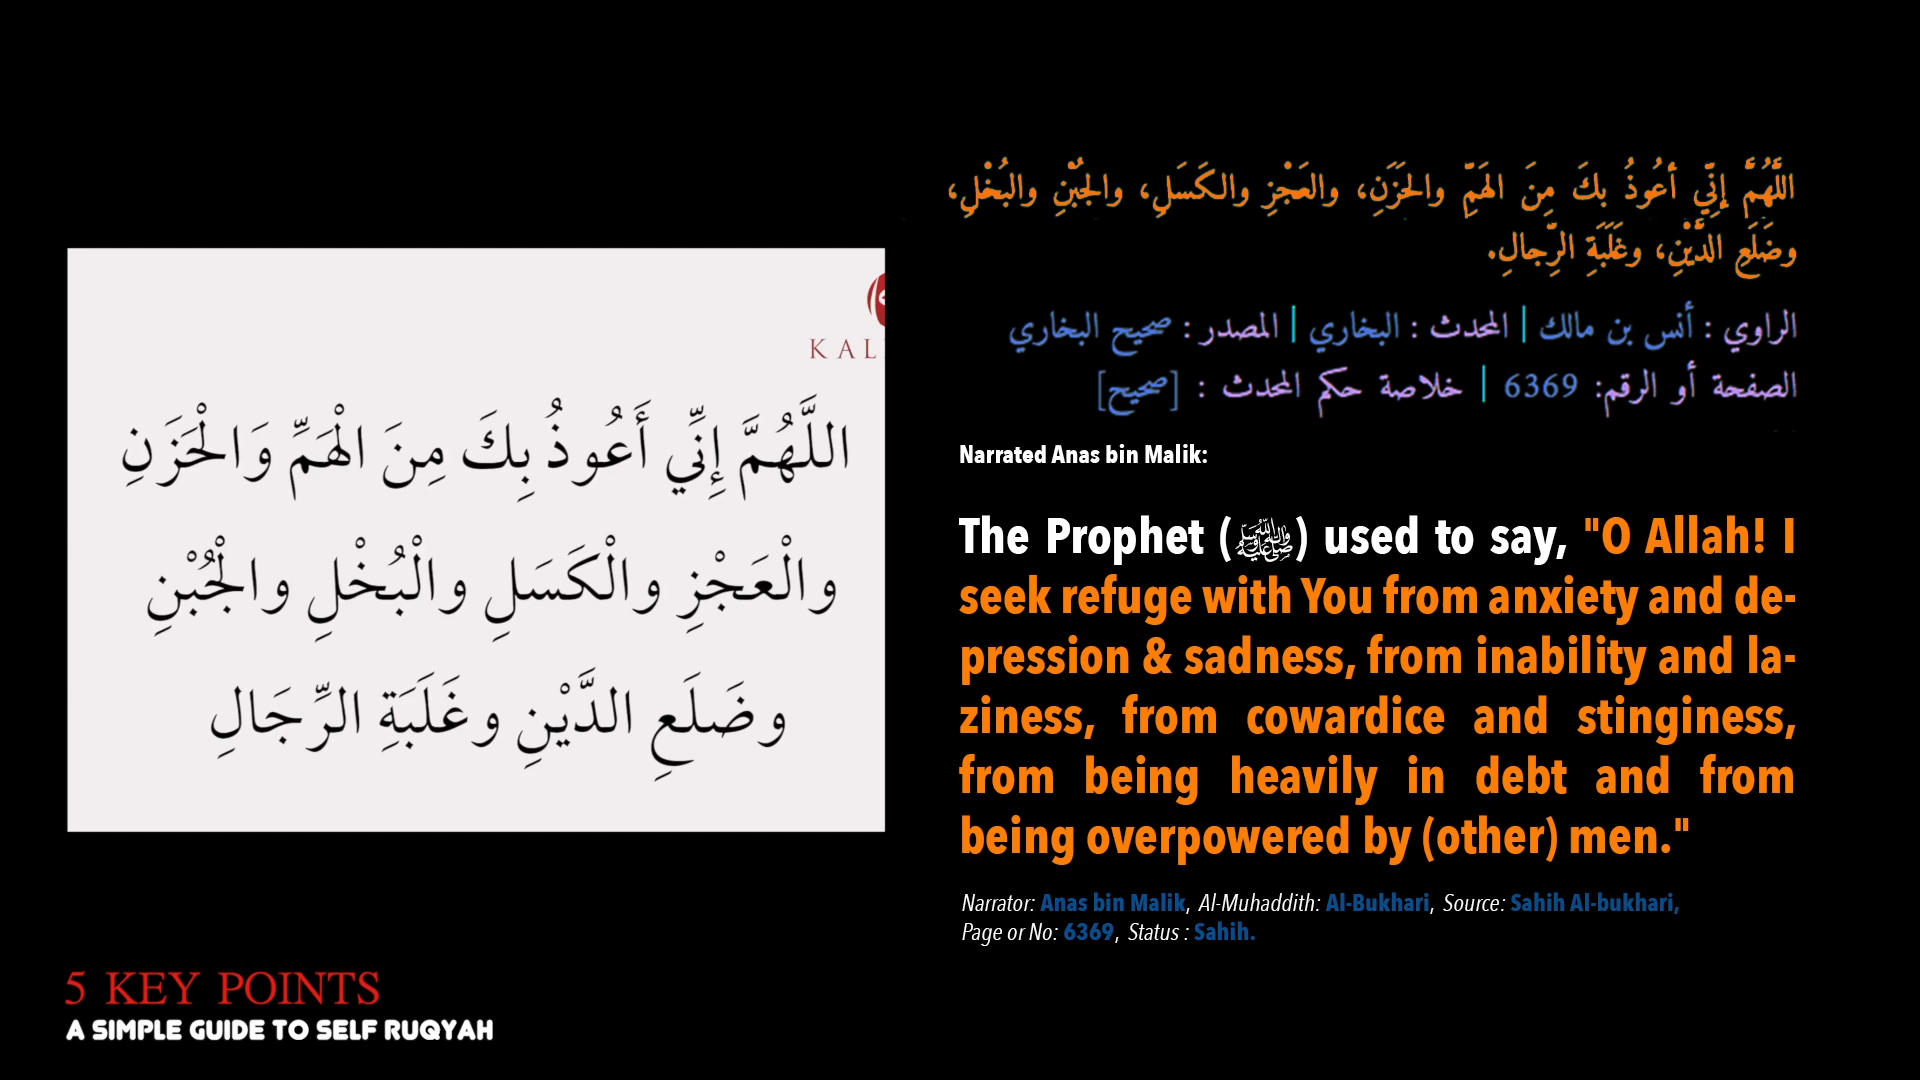 KAL
اللَّهُمَّ إِنِّي أَعُوذُ بِكَ مِنَ الْهَمِّ وَالْحَزَنِ
والْعَجْزِ والْكَسَلِ والْبُخْلِ والْجُبْنِ
وضَلَعِ الدَّيْنِ وغَلَبَةِ الرِّجَالِ
اللَّهُمَّ إنِّي أعُوذُ بكَ مِنَ الهَمِّ والحَزَنِ، والعَجْزِ والكَسَلِ، والجُبْنِ والبُخْلِ،
وضَلَعِ الدَّيْنِ، وغَلَبَةِ الرِّجالِ.
الراوي : أنس بن مالك | المحدث : البخاري | المصدر : صحيح البخاري
الصفحة أو الرقم: 6369 | خلاصة حكم المحدث : [صحيح]
Narrated Anas bin Malik:
The Prophet (ﷺ) used to say, "O Allah! I
seek refuge with You from anxiety and de-
pression & sadness, from inability and la-
ziness, from cowardice and stinginess,
from being heavily in debt and from
being overpowered by (other) men."
Narrator: Anas bin Malik, Al-Muhaddith: Al-Bukhari, Source: Sahih Al-bukhari,
Page or No: 6369, Status : Sahih.
5 KEY POINTS
A SIMPLE GUIDE TO SELF RUQYAH